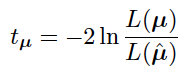 t_μ = −2 ln L(μ) / L(μ̂)